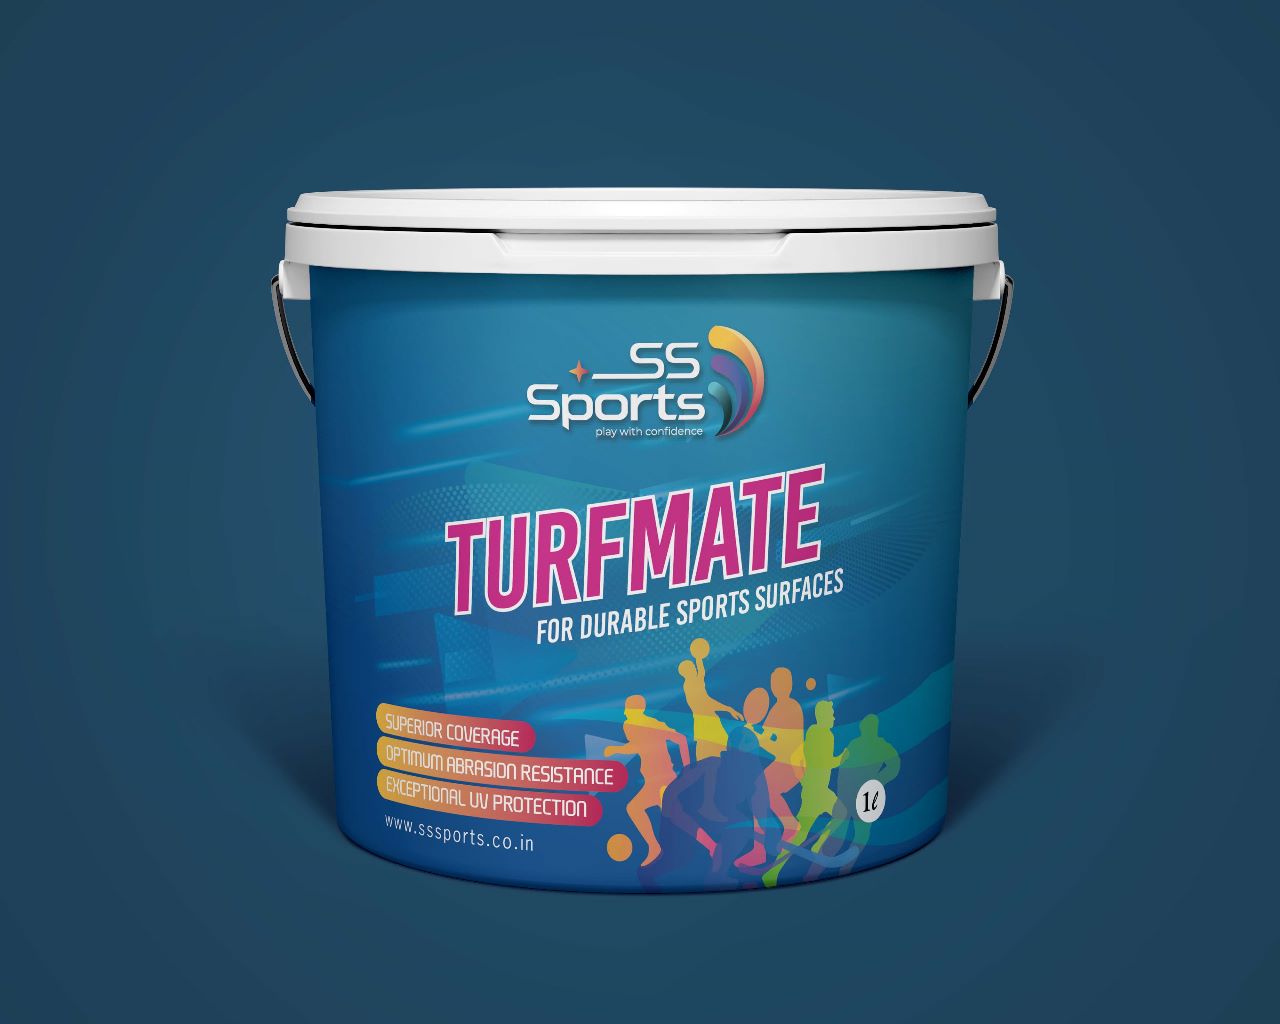 SS
Sports
play with confidence
TURFMATE
FOR DURABLE SPORTS SURFACES
SUPERIOR COVERAGE
OPTIMUM ABRASION RESISTANCE
EXCEPTIONAL UV PROTECTION
www.sssports.co.in
1ℓ